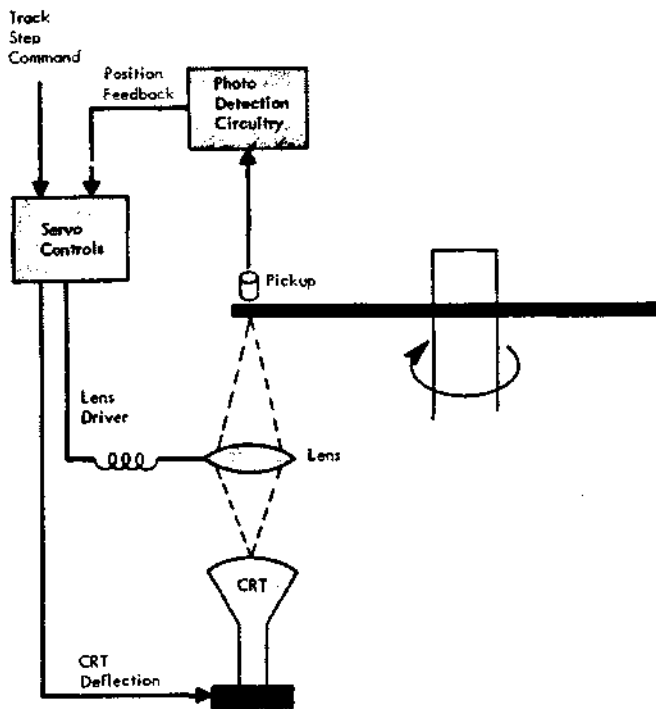 Track
Step
Command
Position
Feedback
Photo
Detection
Circuitry
Servo
Controls
Pickup
Lens
Driver
Lens
CRT
CRT
Deflection